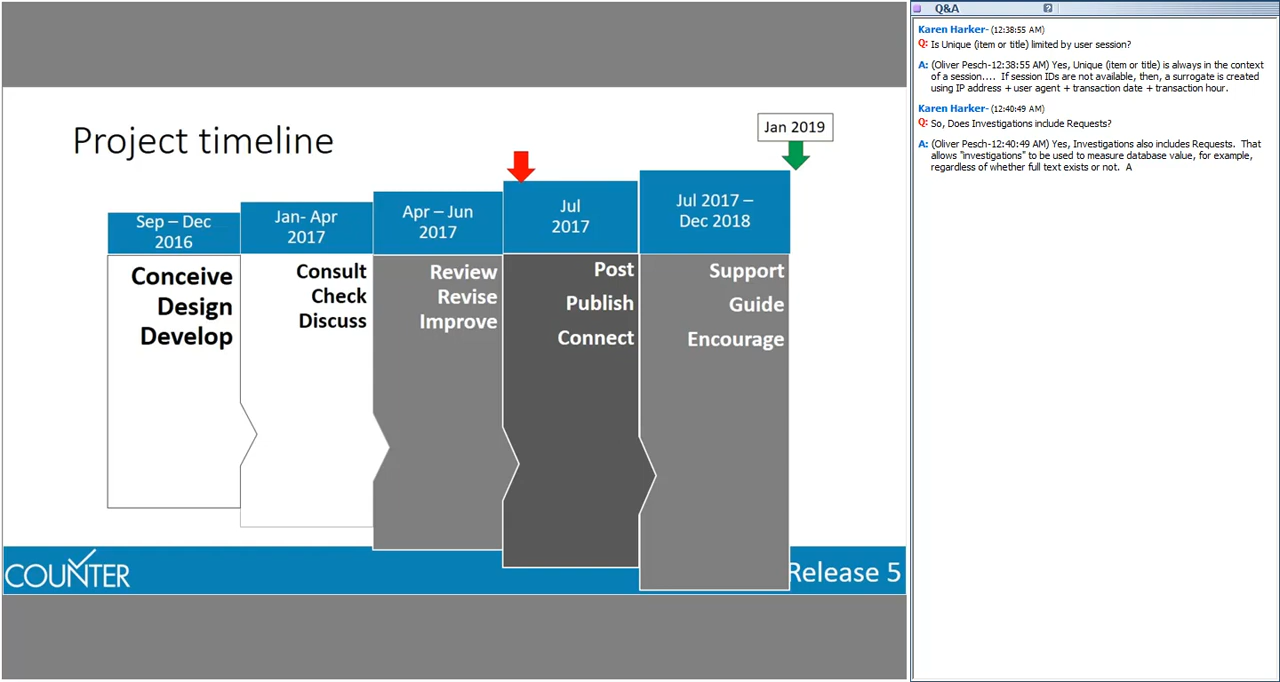 Project timeline
Jan 2019
Sep – Dec
2016
Jan- Apr
2017
Apr – Jun
2017
Jul
2017
Jul 2017 –
Dec 2018
Conceive
Design
Develop
Consult
Check
Discuss
Review
Revise
Improve
Post
Publish
Connect
Support
Guide
Encourage
COUNTER
Release 5
Q&A
?
Karen Harker- (12:38:55 AM)
Q: Is Unique (item or title) limited by user session?
A: (Oliver Pesch-12:38:55 AM) Yes, Unique (item or title) is always in the context
of a session.... If session IDs are not available, then, a surrogate is created
using IP address + user agent + transaction date + transaction hour.
Karen Harker- (12:40:49 AM)
Q: So, Does Investigations include Requests?
A: (Oliver Pesch-12:40:49 AM) Yes, Investigations also includes Requests. That
allows "investigations" to be used to measure database value, for example,
regardless of whether full text exists or not. A